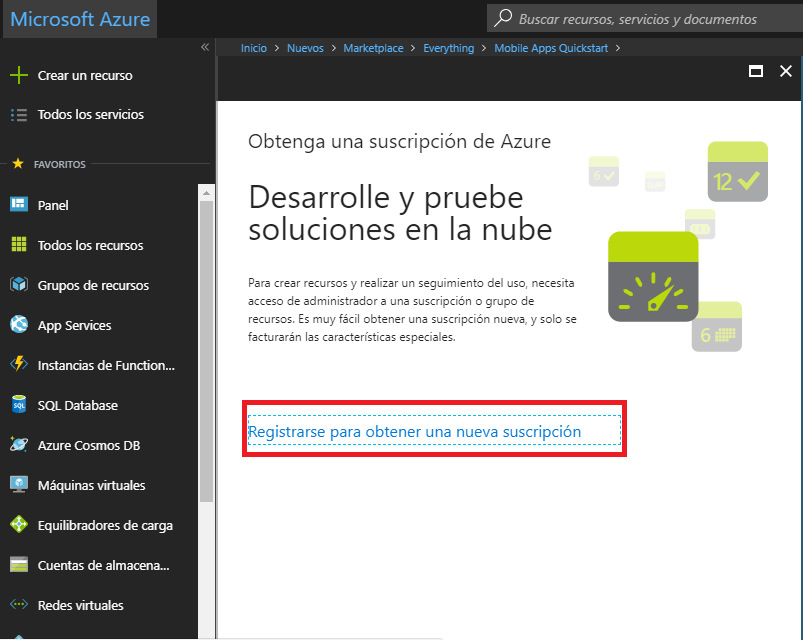 Microsoft Azure
Buscar recursos, servicios y documentos
«
Inicio > Nuevos > Marketplace > Everything > Mobile Apps Quickstart >
Crear un recurso
Todos los servicios
FAVORITOS
Panel
Todos los recursos
Grupos de recursos
App Services
Instancias de Function...
SQL Database
Azure Cosmos DB
Máquinas virtuales
Equilibradores de carga
Cuentas de almacena...
Redes virtuales
Obtenga una suscripción de Azure
Desarrolle y pruebe
soluciones en la nube
Para crear recursos y realizar un seguimiento del uso, necesita
acceso de administrador a una suscripción o grupo de
recursos. Es muy fácil obtener una suscripción nueva, y solo se
facturarán las características especiales.
Registrarse para obtener una nueva suscripción
6
12
6
SQL